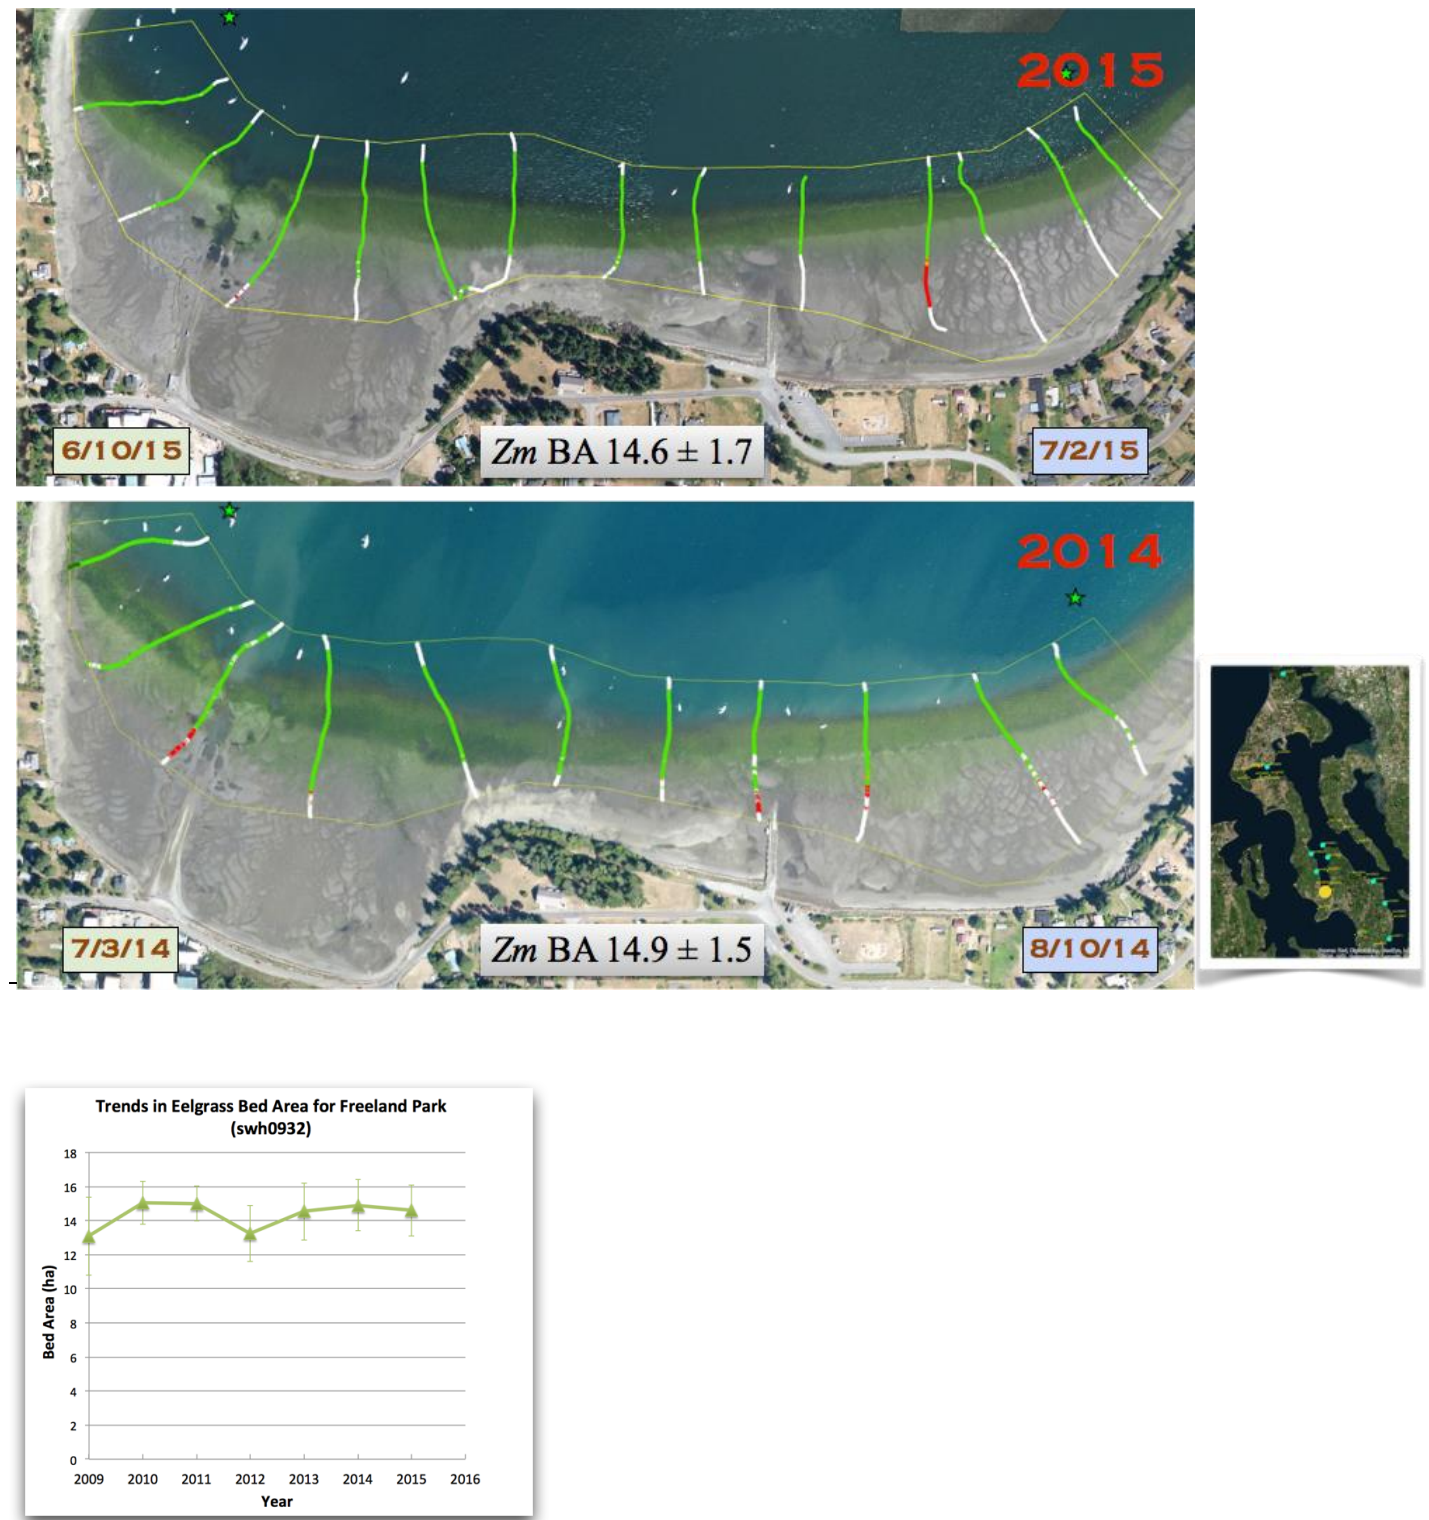 2015
6/10/15
Zm BA 14.6 ± 1.7
7/2/15
2014
7/3/14
Zm BA 14.9 ± 1.5
8/10/14
Trends in Eelgrass Bed Area for Freeland Park
(swh0932)
18
16
14
12
10
8
6
4
2
0
Bed Area (ha)
2009 2010 2011 2012 2013 2014 2015 2016
Year